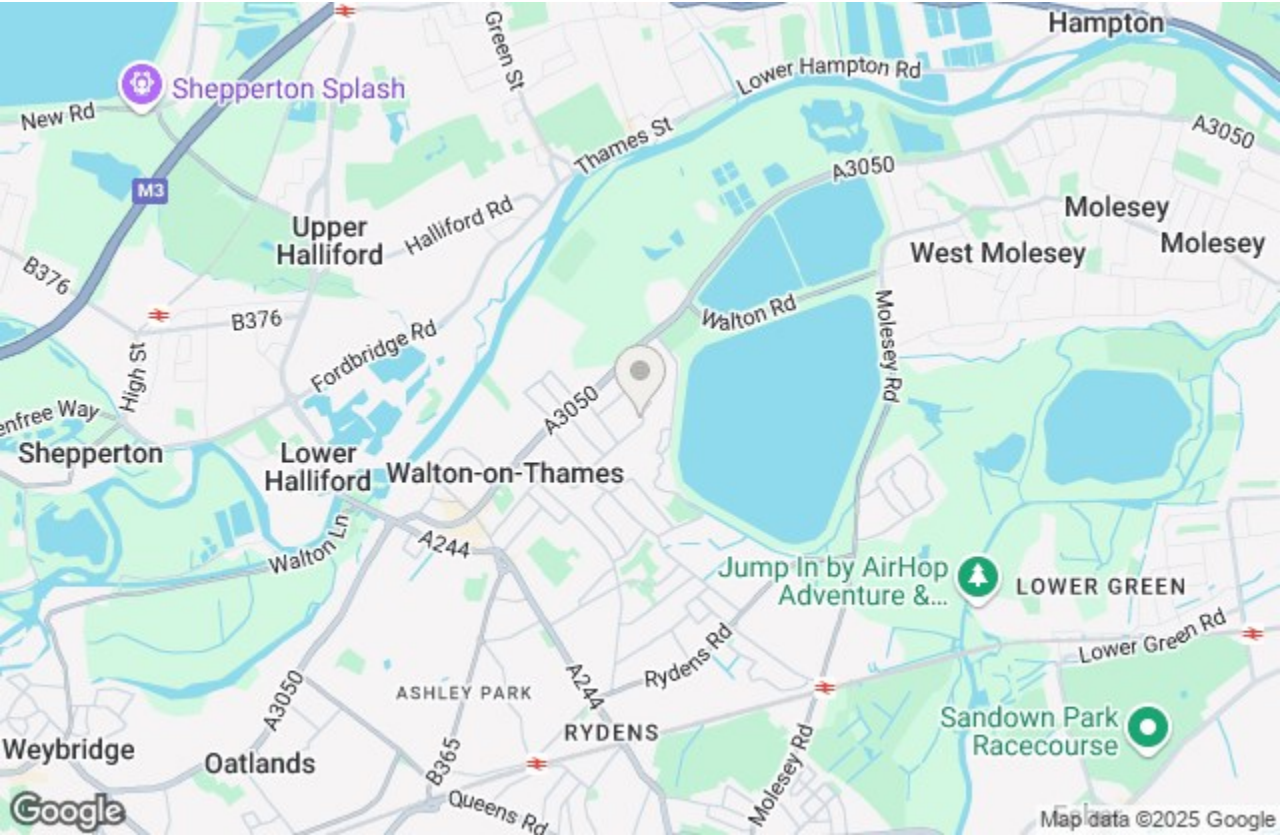 Hampton
Green St
Lower Hampton Rd
Shepperton Splash
New Rd
Thames St
A3050
A3050
M3
Molesey
Upper
Halliford
Halliford Rd
West Molesey
Molesey
B376
B376
Walton Rd
Molesey Rd
High St
Fordbridge Rd
A3050
enfree Way
Shepperton
Lower
Halliford
Walton-on-Thames
Walton Ln
A244
Jump In by AirHop
Adventure &...
LOWER GREEN
Lower Green Rd
Rydens Rd
A3050
ASHLEY PARK
A244
RYDENS
Sandown Park
Racecourse
Weybridge
Oatlands
B365
Molesey Rd
Queens Rd
Google
Map data ©2025 Google